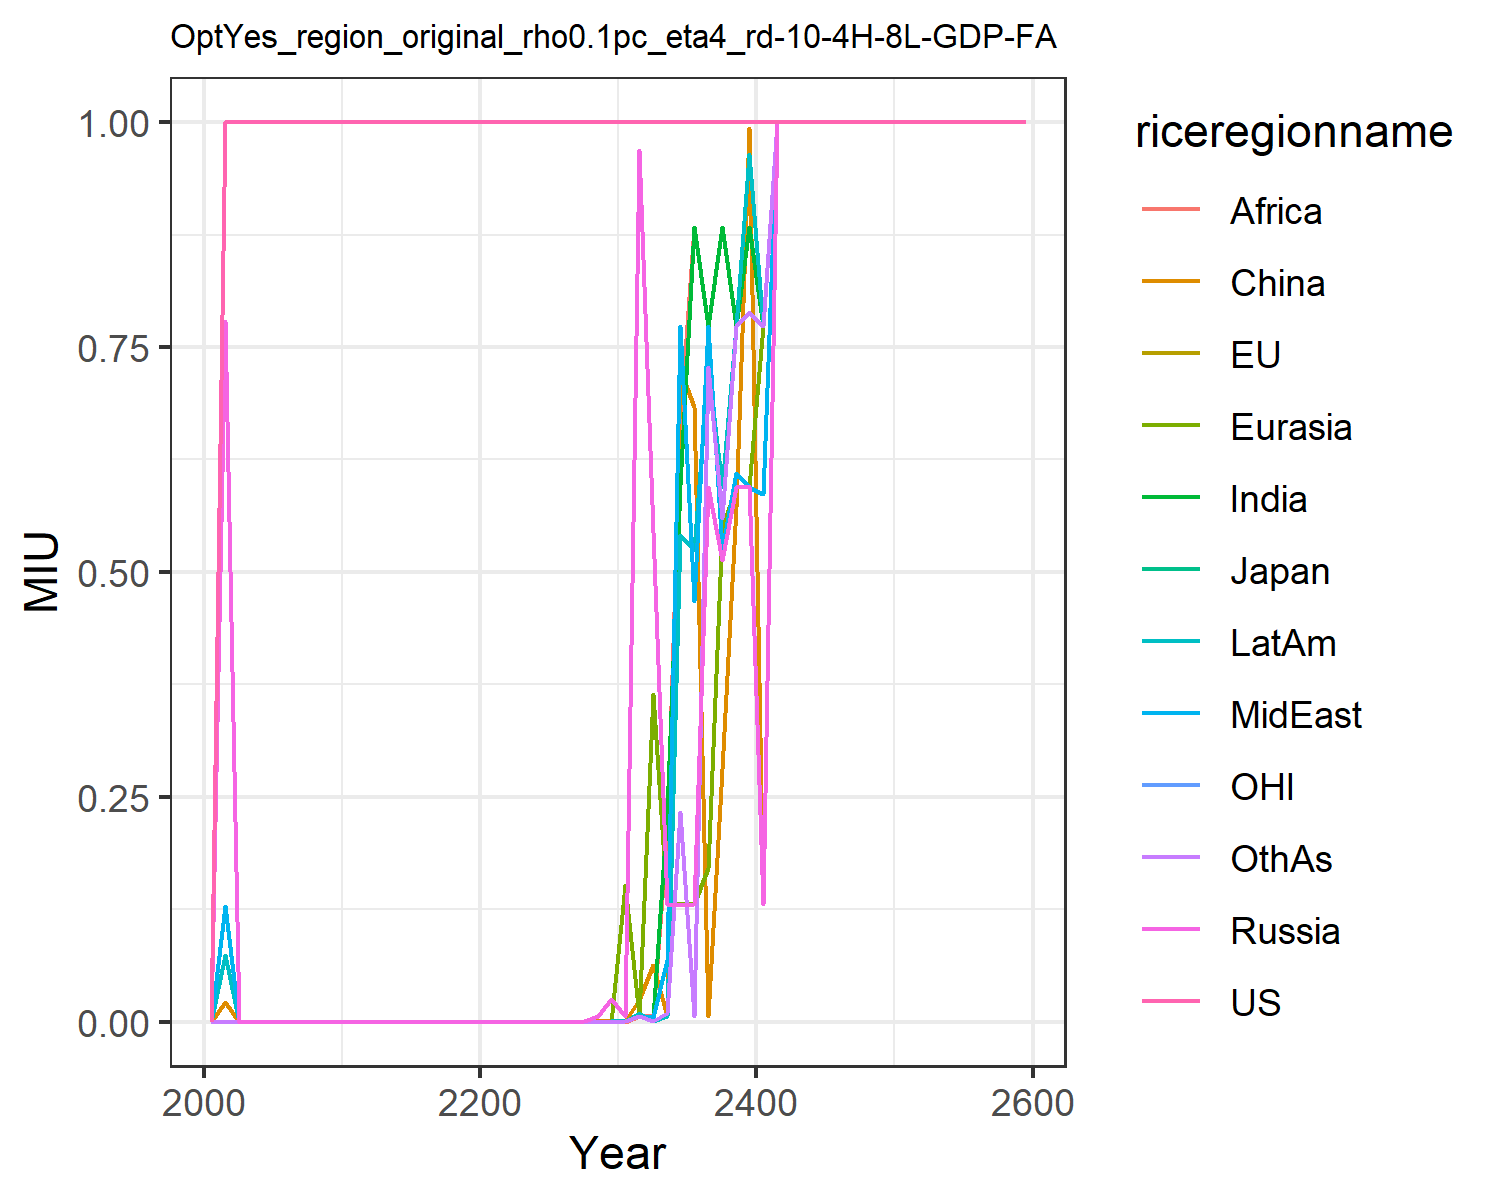 OptYes_region_original_rho0.1pc_eta4_rd-10-4H-8L-GDP-FA
1.00
0.75
0.50
0.25
0.00
MIU
2000
2200
2400
2600
Year
riceregionname
Africa
China
EU
Eurasia
India
Japan
LatAm
MidEast
OHI
OthAs
Russia
US